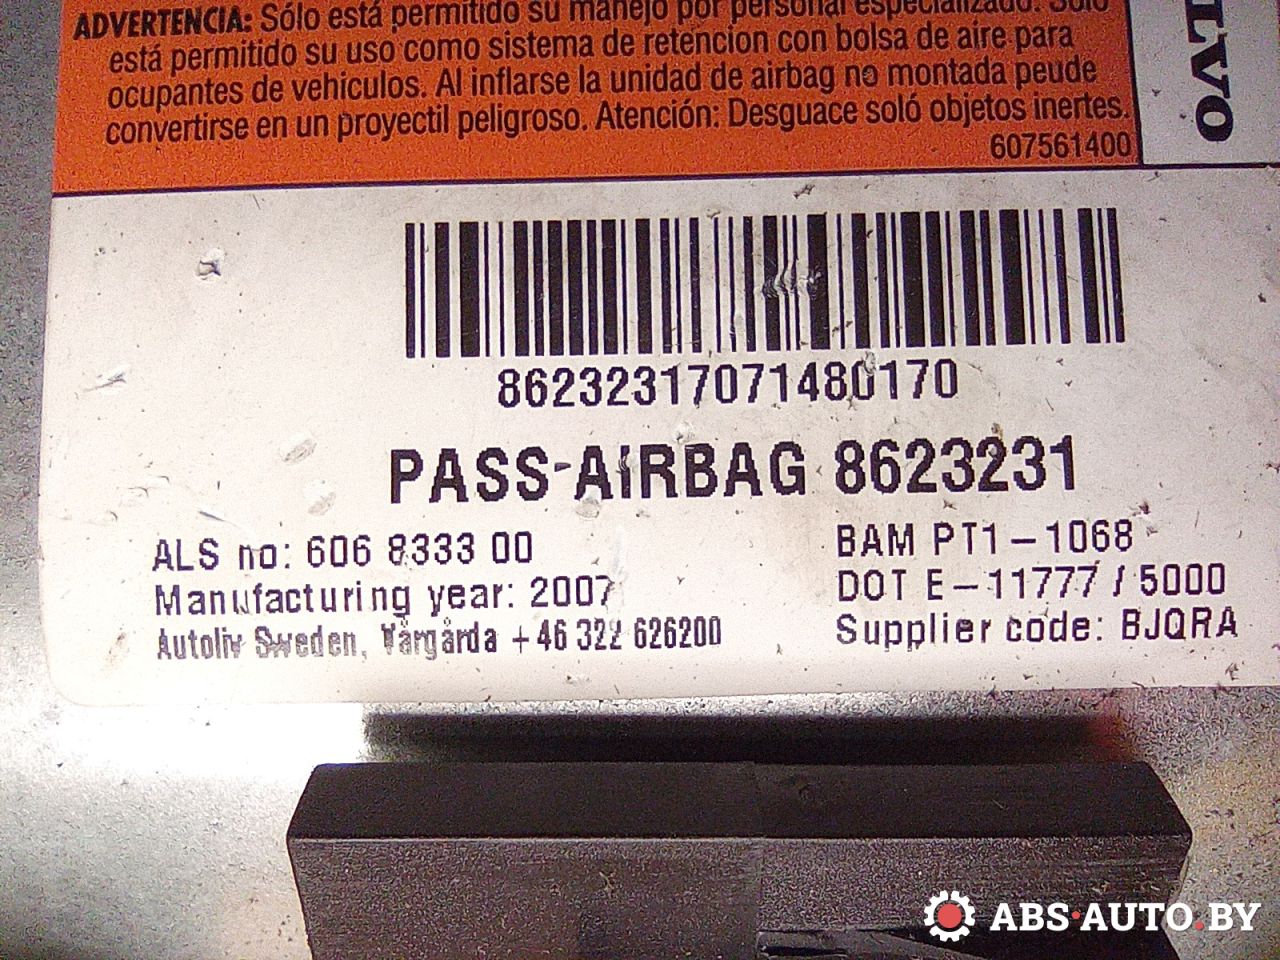 ADVERTENCIA: Sólo está permitido su manejo por personal especializado. Sólo
está permitido su uso como sistema de retencion con bolsa de aire para
ocupantes de vehículos. Al inflarse la unidad de airbag no montada peude
convertirse en un proyectil peligroso. Atención: Desguace soló objetos inertes.
607561400
LVO
86232317071480170
PASS-AIRBAG 8623231
ALS no: 606 8333 00
Manufacturing year: 2007
Autoliv Sweden, Vårgårda +46 322 626200
BAM PT1-1068
DOT E-11777 / 5000
Supplier code: BJQRA
ABS·AUTO.BY